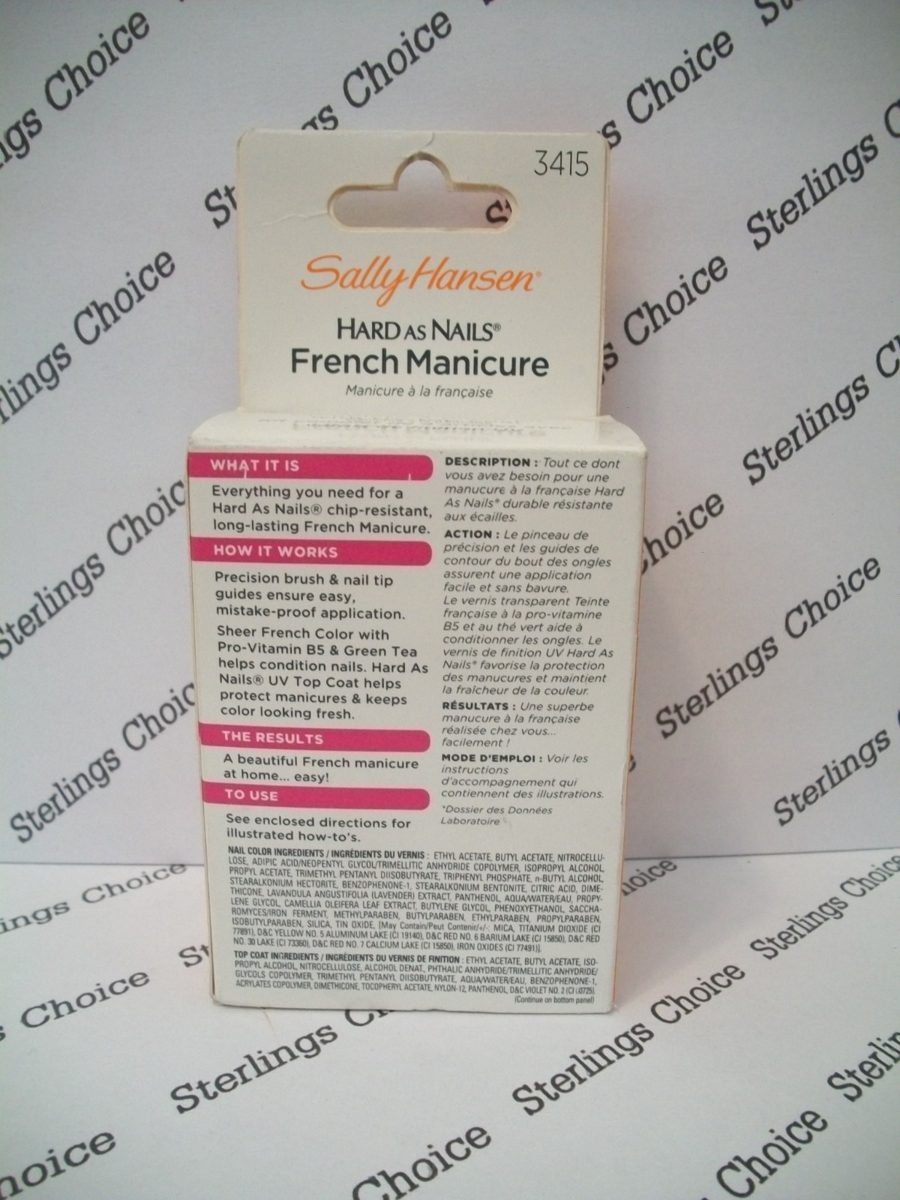 3415
Sally Hansen®
HARD AS NAILS®
French Manicure
Manicure à la française
WHAT IT IS
Everything you need for a
Hard As Nails® chip-resistant,
long-lasting French Manicure.
HOW IT WORKS
Precision brush & nail tip
guides ensure easy,
mistake-proof application.
Sheer French Color with
Pro-Vitamin B5 & Green Tea
helps condition nails. Hard As
Nails® UV Top Coat helps
protect manicures & keeps
color looking fresh.
THE RESULTS
A beautiful French manicure
at home... easy!
TO USE
See enclosed directions for
illustrated how-to's.
DESCRIPTION : Tout ce dont
vous avez besoin pour une
manucure à la française Hard
As Nails* durable résistante
aux écailles.
ACTION : Le pinceau de
précision et les guides de
contour du bout des ongles
assurent une application
facile et sans bavure.
Le vernis transparent Teinte
française à la pro-vitamine
B5 et au thé vert aide à
conditionner les ongles. Le
vernis de finition UV Hard As
Nails* favorise la protection
des manucures et maintient
la fraîcheur de la couleur.
RÉSULTATS : Une superbe
manucure à la française
réalisée chez vous...
facilement !
MODE D'EMPLOI : Voir les
instructions
d'accompagnement qui
contiennent des illustrations.
*Dossier des Données
Laboratoire
NAIL COLOR INGREDIENTS / INGRÉDIENTS DU VERNIS : ETHYL ACETATE, BUTYL ACETATE, NITROCELLU-
LOSE, ADIPIC ACID/NEOPENTYL GLYCOL/TRIMELLITIC ANHYDRIDE COPOLYMER, ISOPROPYL ALCOHOL,
PROPYL ACETATE, TRIMETHYL PENTANYL DIISOBUTYRATE, TRIPHENYL PHOSPHATE, n-BUTYL ALCOHOL,
STEARALKONIUM HECTORITE, BENZOPHENONE-1, STEARALKONIUM BENTONITE, CITRIC ACID, DIME-
THICONE, LAVANDULA ANGUSTIFOLIA (LAVENDER) EXTRACT, PANTHENOL, AQUA/WATER/EAU, PROPY-
LENE GLYCOL, CAMELLIA OLEIFERA LEAF EXTRACT, BUTYLENE GLYCOL, PHENOXYETHANOL, SACCHA-
ROMYCES/IRON FERMENT, METHYLPARABEN, BUTYLPARABEN, ETHYLPARABEN, PROPYLPARABEN,
ISOBUTYLPARABEN, SILICA, TIN OXIDE, [May Contain/Peut Contenir/+/-: MICA, TITANIUM DIOXIDE (CI
77891), D&C YELLOW NO. 5 ALUMINUM LAKE (CI 19140), D&C RED NO. 6 BARIUM LAKE (CI 15850), D&C RED
NO. 30 LAKE (CI 73360), D&C RED NO. 7 CALCIUM LAKE (CI 15850), IRON OXIDES (CI 77491)].
TOP COAT INGREDIENTS / INGRÉDIENTS DU VERNIS DE FINITION : ETHYL ACETATE, BUTYL ACETATE, ISO-
PROPYL ALCOHOL, NITROCELLULOSE, ALCOHOL DENAT., PHTHALIC ANHYDRIDE/TRIMELLITIC ANHYDRIDE/
GLYCOLS COPOLYMER, TRIMETHYL PENTANYL DIISOBUTYRATE, AQUA/WATER/EAU, BENZOPHENONE-1,
ACRYLATES COPOLYMER, DIMETHICONE, TOCOPHERYL ACETATE, NYLON-12, PANTHENOL, D&C VIOLET NO. 2
(Continue on bottom panel)
Sterlings Choice
Sterlings Choice
Sterlings Choice
Sterlings Choice
Sterlings Choice
Sterlings Choice